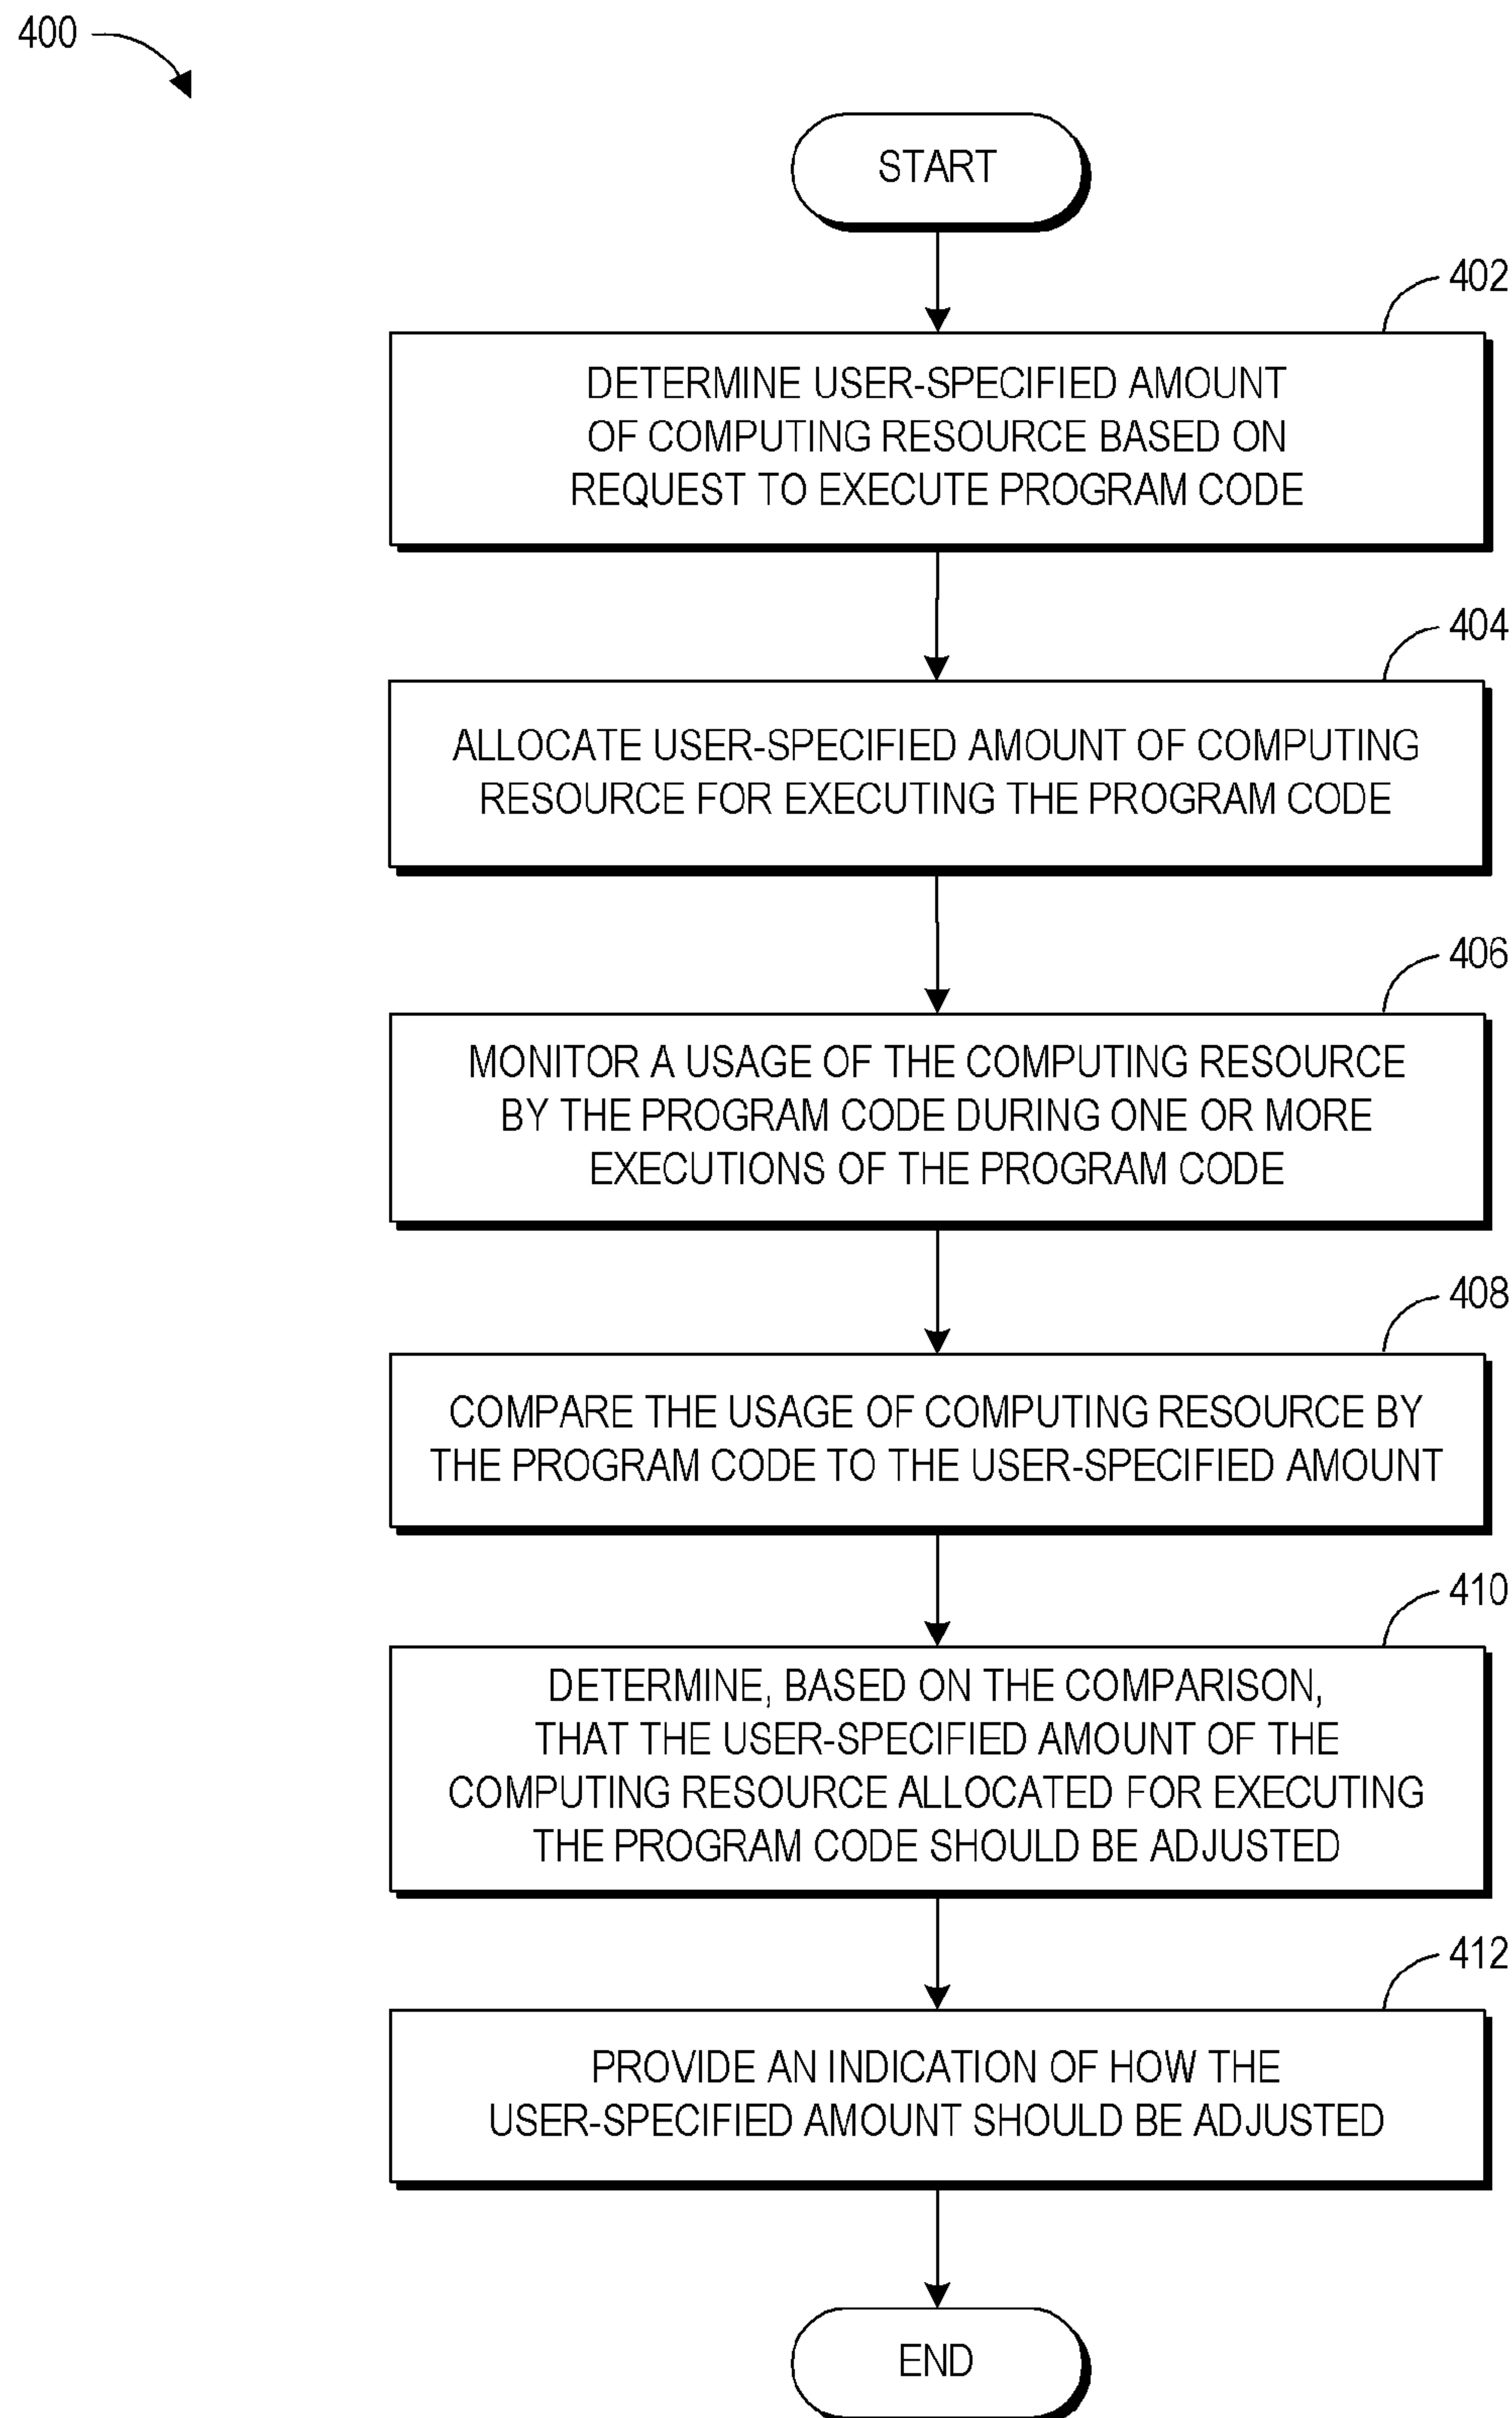 400
START
402
DETERMINE USER-SPECIFIED AMOUNT
OF COMPUTING RESOURCE BASED ON
REQUEST TO EXECUTE PROGRAM CODE
404
ALLOCATE USER-SPECIFIED AMOUNT OF COMPUTING
RESOURCE FOR EXECUTING THE PROGRAM CODE
406
MONITOR A USAGE OF THE COMPUTING RESOURCE
BY THE PROGRAM CODE DURING ONE OR MORE
EXECUTIONS OF THE PROGRAM CODE
408
COMPARE THE USAGE OF COMPUTING RESOURCE BY
THE PROGRAM CODE TO THE USER-SPECIFIED AMOUNT
410
DETERMINE, BASED ON THE COMPARISON,
THAT THE USER-SPECIFIED AMOUNT OF THE
COMPUTING RESOURCE ALLOCATED FOR EXECUTING
THE PROGRAM CODE SHOULD BE ADJUSTED
412
PROVIDE AN INDICATION OF HOW THE
USER-SPECIFIED AMOUNT SHOULD BE ADJUSTED
END